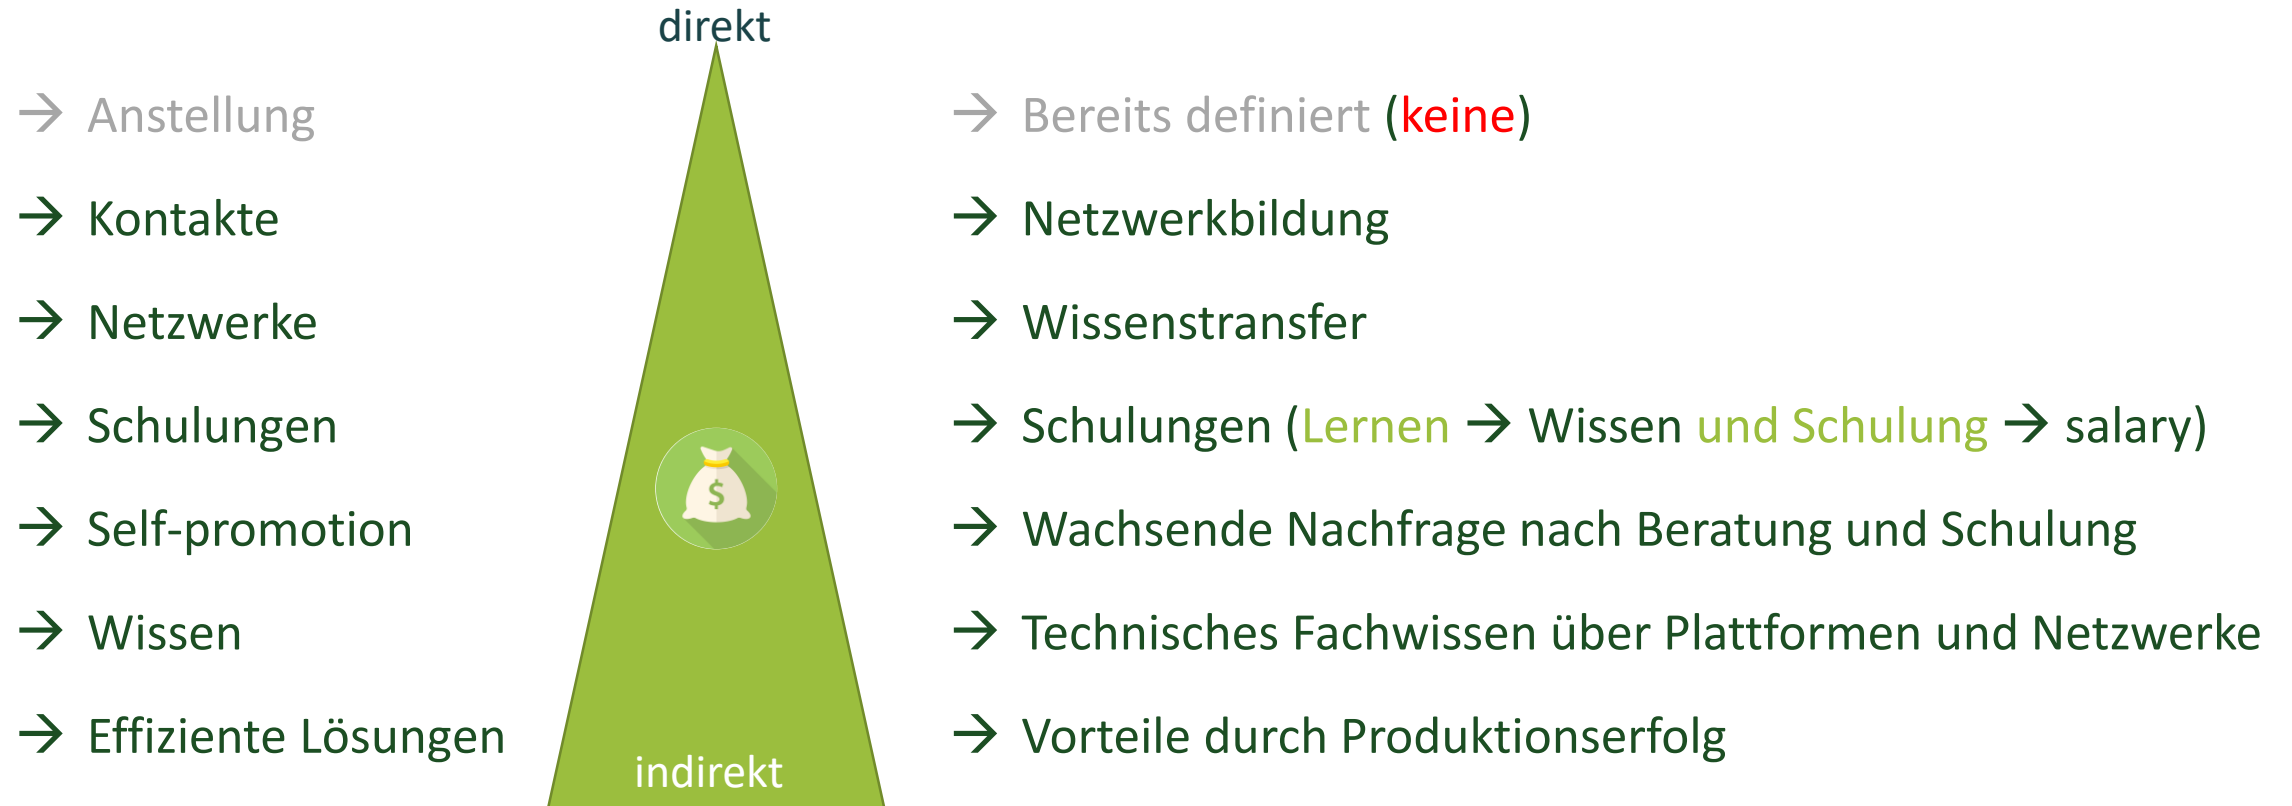 direkt
→ Anstellung
→ Kontakte
→ Netzwerke
→ Schulungen
→ Self-promotion
→ Wissen
→ Effiziente Lösungen
$
indirekt
→ Bereits definiert (keine)
→ Netzwerkbildung
→ Wissenstransfer
→ Schulungen (Lernen → Wissen und Schulung → salary)
→ Wachsende Nachfrage nach Beratung und Schulung
→ Technisches Fachwissen über Plattformen und Netzwerke
→ Vorteile durch Produktionserfolg